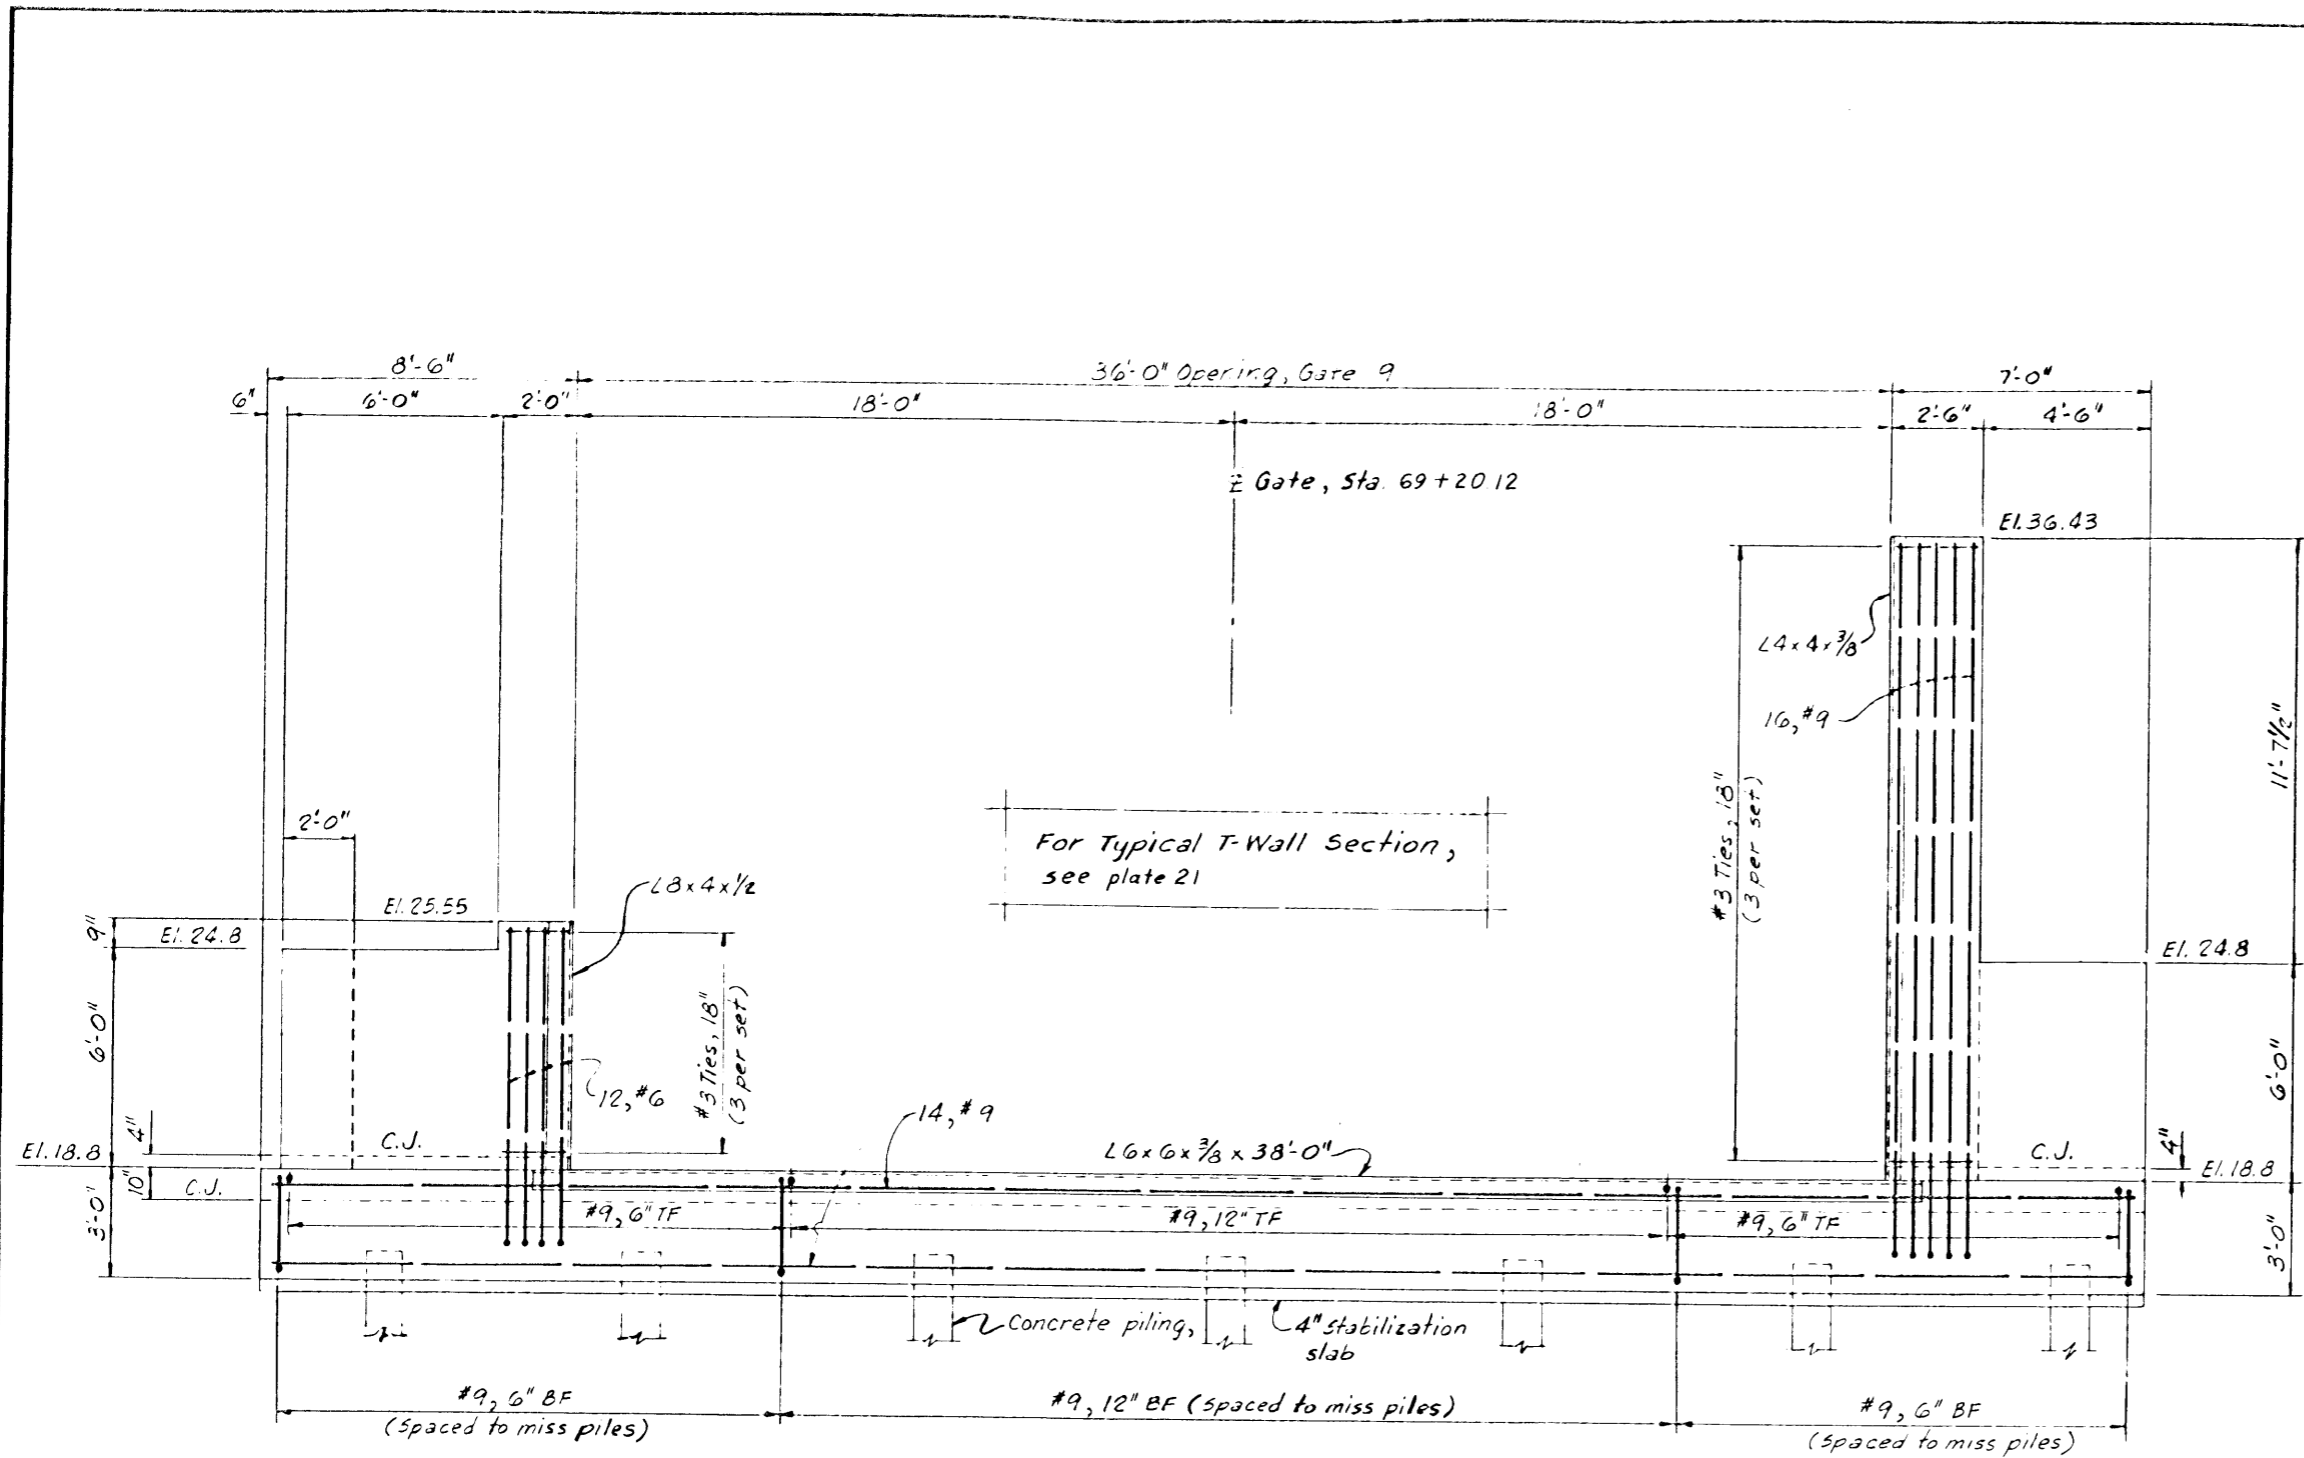 8'-6"
36'-0" Opening, Gate 9
7'-0"
6"
6'-0"
2'-0"
18'-0"
18'-0"
2'-6"
4'-6"
Gate, Sta. 69+20.12
El. 36.43
L4x4x3/8
16, #9
11'-7 1/2"
#3 Ties, 18"
(3 per set)
2'-0"
For Typical T-Wall Section,
see plate 21
L8x4x1/2
El. 25.55
9"
El. 24.8
El. 24.8
6'-0"
#3 Ties, 18"
(3 per set)
12, #6
6'-0"
14, #9
4"
C.J.
L6x6x3/8x38'-0"
C.J.
4"
El. 18.8
El. 18.8
10"
C.J.
3'-0"
#9, 6" TF
#9, 12" TF
#9, 6" TF
3'-0"
Concrete piling,
4" Stabilization
slab
#9, 6" BF
(Spaced to miss piles)
#9, 12" BF (Spaced to miss piles)
#9, 6" BF
(Spaced to miss piles)